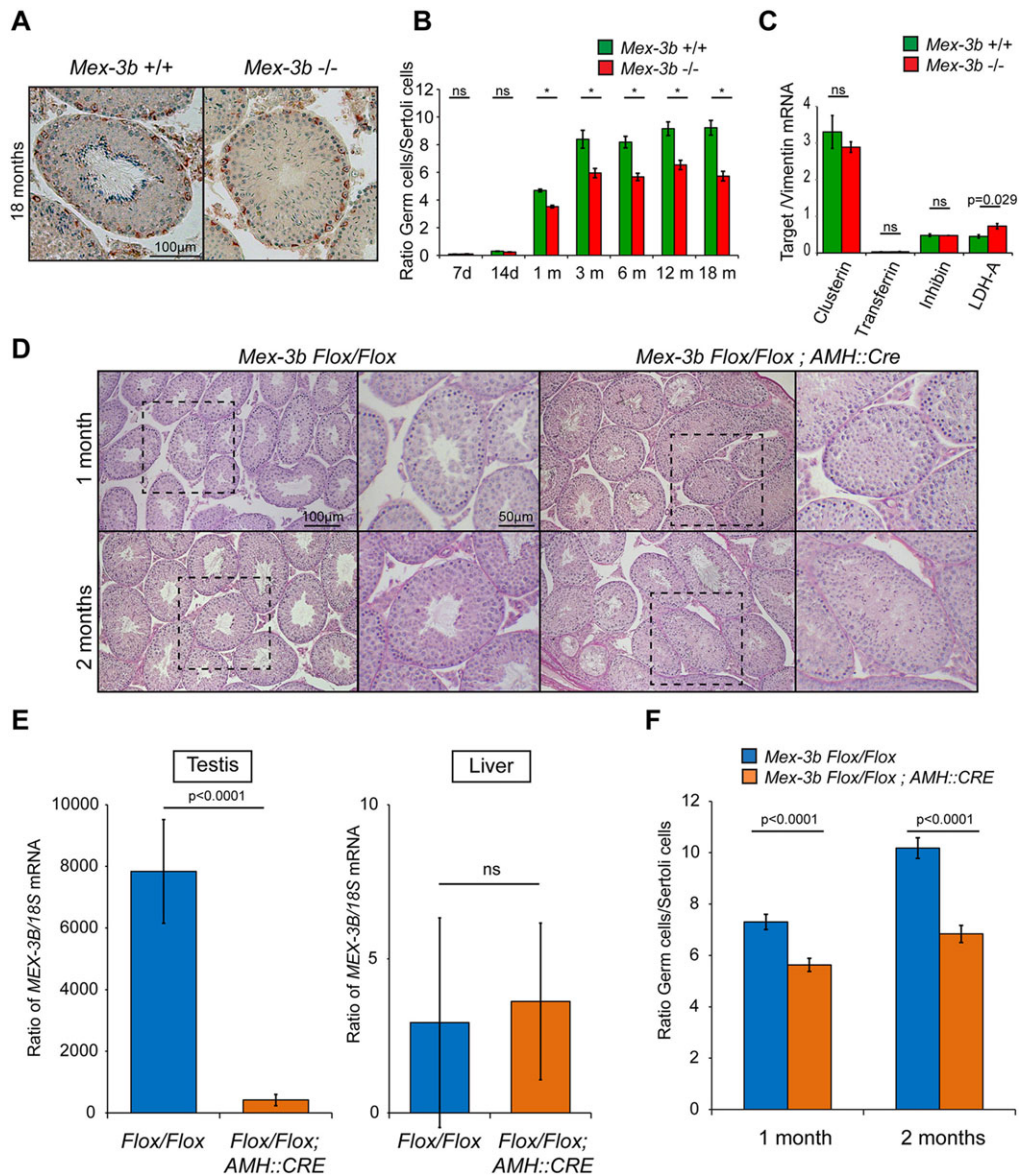 A
Mex-3b +/+
Mex-3b -/-
18 months
100µm
B
Mex-3b +/+
Mex-3b -/-
Ratio Germ cells/Sertoli cells
12
10
8
6
4
2
0
ns
ns
*
*
*
*
*
7d
14d
1 m
3 m
6 m
12 m
18 m
C
Mex-3b +/+
Mex-3b -/-
Target /Vimentin mRNA
4
3
2
1
0
ns
ns
ns
p=0.029
Clusterin
Transferrin
Inhibin
LDH-A
D
Mex-3b Flox/Flox
Mex-3b Flox/Flox ; AMH::Cre
1 month
100µm
50µm
2 months
E
Testis
Ratio of MEX-3B/18S mRNA
10000
8000
6000
4000
2000
0
p<0.0001
Flox/Flox
Flox/Flox;
AMH::CRE
Liver
Ratio of MEX-3B/18S mRNA
10
5
0
ns
Flox/Flox
Flox/Flox;
AMH::CRE
F
Mex-3b Flox/Flox
Mex-3b Flox/Flox ; AMH::CRE
Ratio Germ cells/Sertoli cells
12
10
8
6
4
2
0
p<0.0001
p<0.0001
1 month
2 months